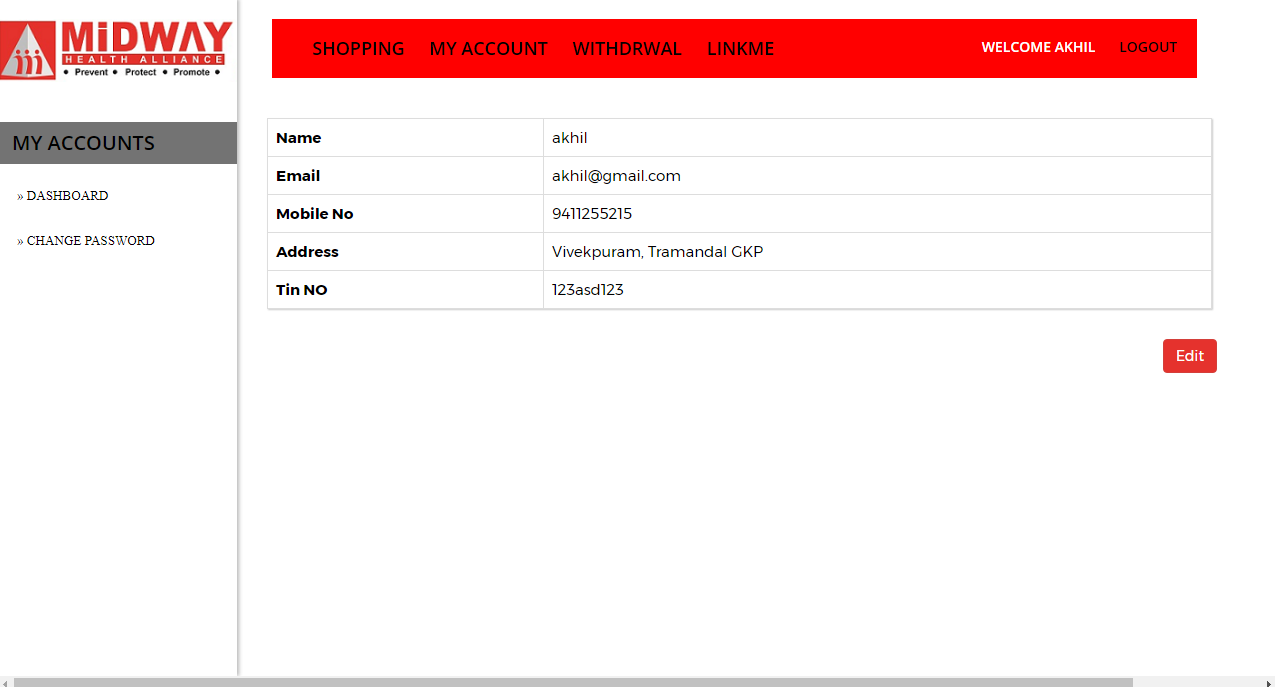 MiDWAY
HEALTH ALLIANCE
• Prevent • Protect • Promote •
SHOPPING MY ACCOUNT WITHDRWAL LINKME WELCOME AKHIL LOGOUT
MY ACCOUNTS
» DASHBOARD
» CHANGE PASSWORD
Name akhil
Email akhil@gmail.com
Mobile No 9411255215
Address Vivekpuram, Tramandal GKP
Tin NO 123asd123
Edit